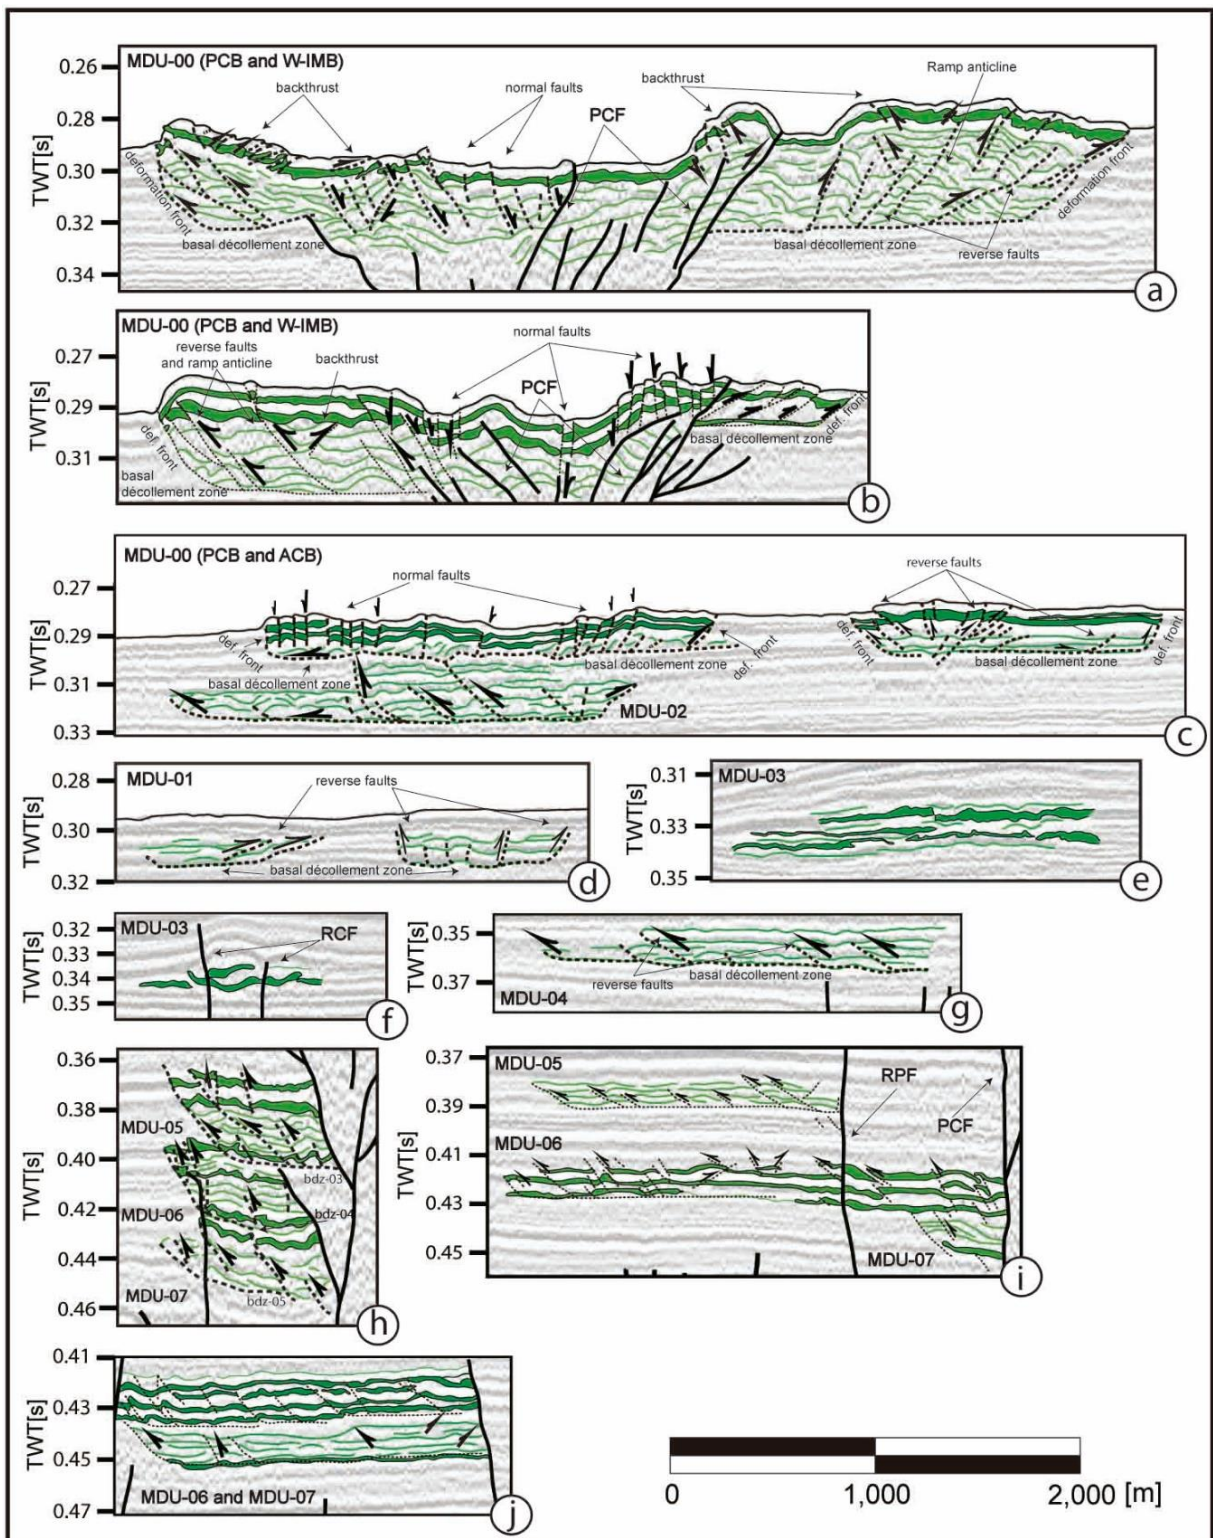 MDU-00 (PCB and W-IMB)
Ramp anticline
backthrust
normal faults
backthrust
PCF
0.26
0.28
0.30
0.32
0.34
TWT[s]
deformation front
basal décollement zone
basal décollement zone
reverse faults
deformation front
a
MDU-00 (PCB and W-IMB)
reverse faults
and ramp anticline
backthrust
normal faults
PCF
0.27
0.29
0.31
TWT[s]
def. front
basal
décollement zone
basal décollement zone
def. front
b
MDU-00 (PCB and ACB)
normal faults
reverse faults
0.27
0.29
0.31
0.33
TWT[s]
def. front
basal décollement zone
basal décollement zone
def. front
def. front
basal décollement zone
def. front
MDU-02
c
MDU-01
reverse faults
0.28
0.30
0.32
TWT[s]
basal décollement zone
d
MDU-03
0.31
0.33
0.35
TWT[s]
e
MDU-03
RCF
0.32
0.33
0.34
0.35
TWT[s]
f
0.35
0.37
TWT[s]
reverse faults
basal décollement zone
MDU-04
g
0.36
0.38
0.40
0.42
0.44
0.46
TWT[s]
MDU-05
bdz-03
MDU-06
bdz-04
MDU-07
bdz-05
h
0.37
0.39
0.41
0.43
0.45
TWT[s]
MDU-05
RPF
PCF
MDU-06
MDU-07
i
0.41
0.43
0.45
0.47
TWT[s]
MDU-06 and MDU-07
j
0
1,000
2,000 [m]